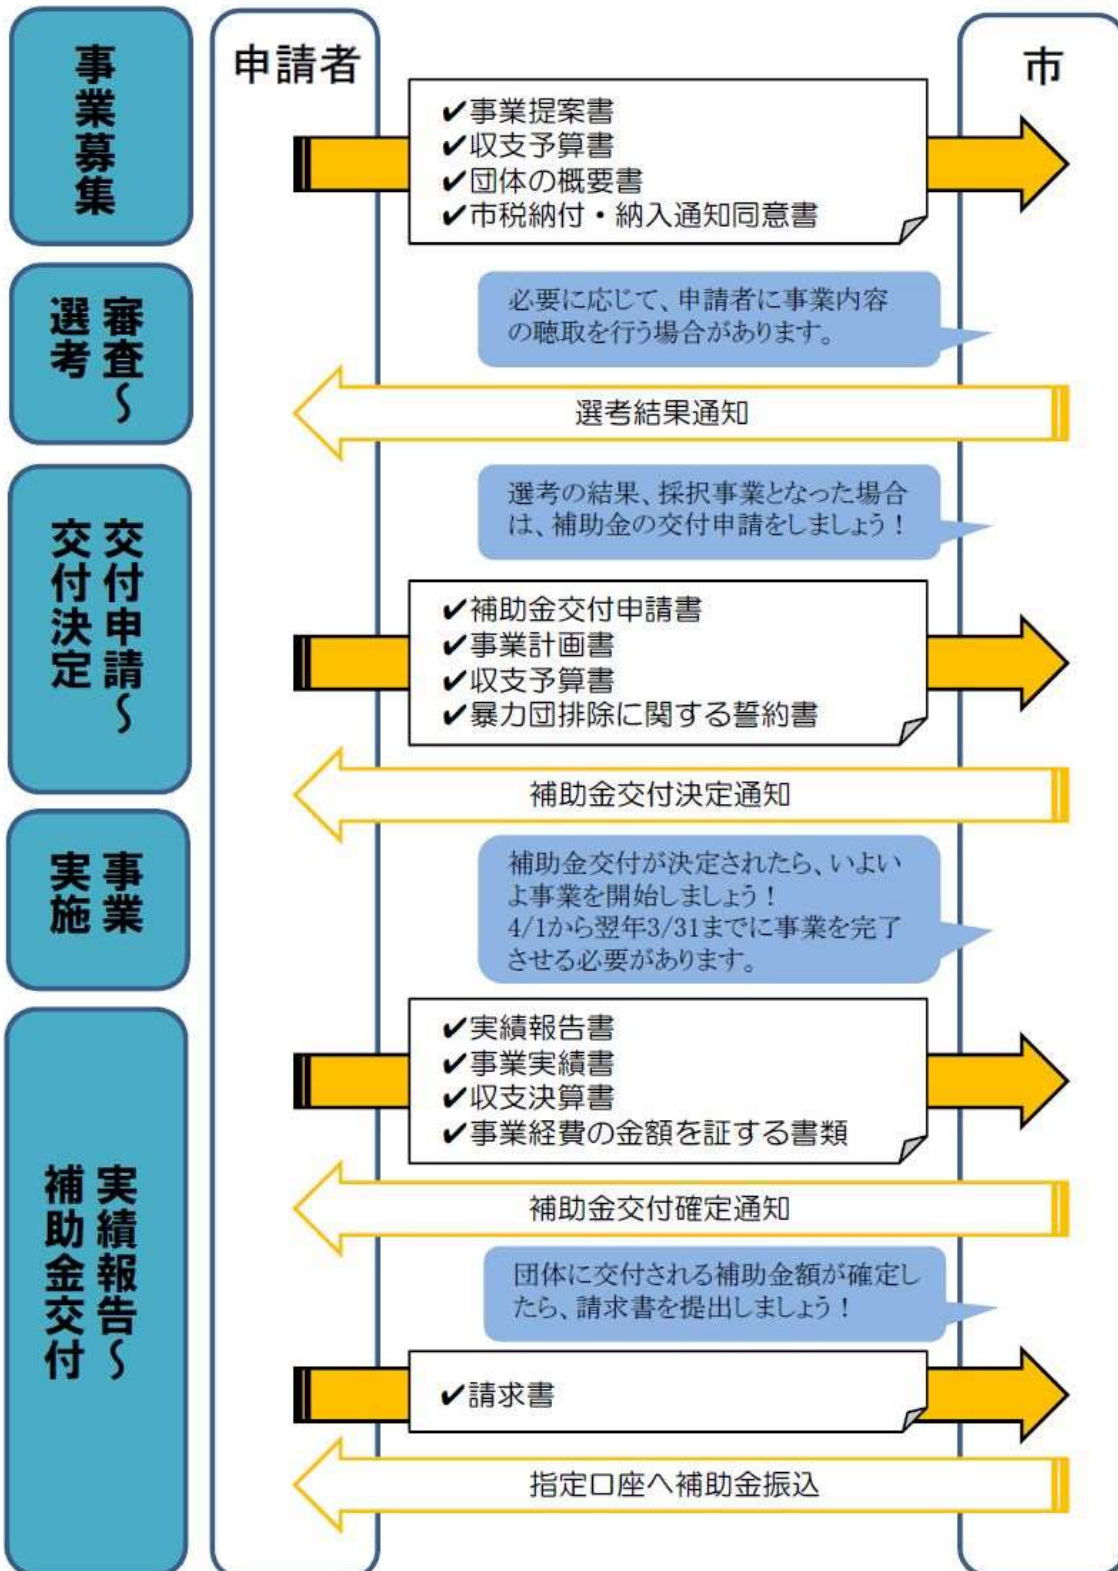 申請者
市
事業募集
✔事業提案書
✔収支予算書
✔団体の概要書
✔市税納付・納入通知同意書
審査～
選考
必要に応じて、申請者に事業内容
の聴取を行う場合があります。
選考結果通知
交付申請～
交付決定
選考の結果、採択事業となった場合
は、補助金の交付申請をしましょう！
✔補助金交付申請書
✔事業計画書
✔収支予算書
✔暴力団排除に関する誓約書
補助金交付決定通知
事業
実施
補助金交付が決定されたら、いよい
よ事業を開始しましょう！
4/1から翌年3/31までに事業を完了
させる必要があります。
実績報告～
補助金交付
✔実績報告書
✔事業実績書
✔収支決算書
✔事業経費の金額を証する書類
補助金交付確定通知
団体に交付される補助金額が確定し
たら、請求書を提出しましょう！
✔請求書
指定口座へ補助金振込